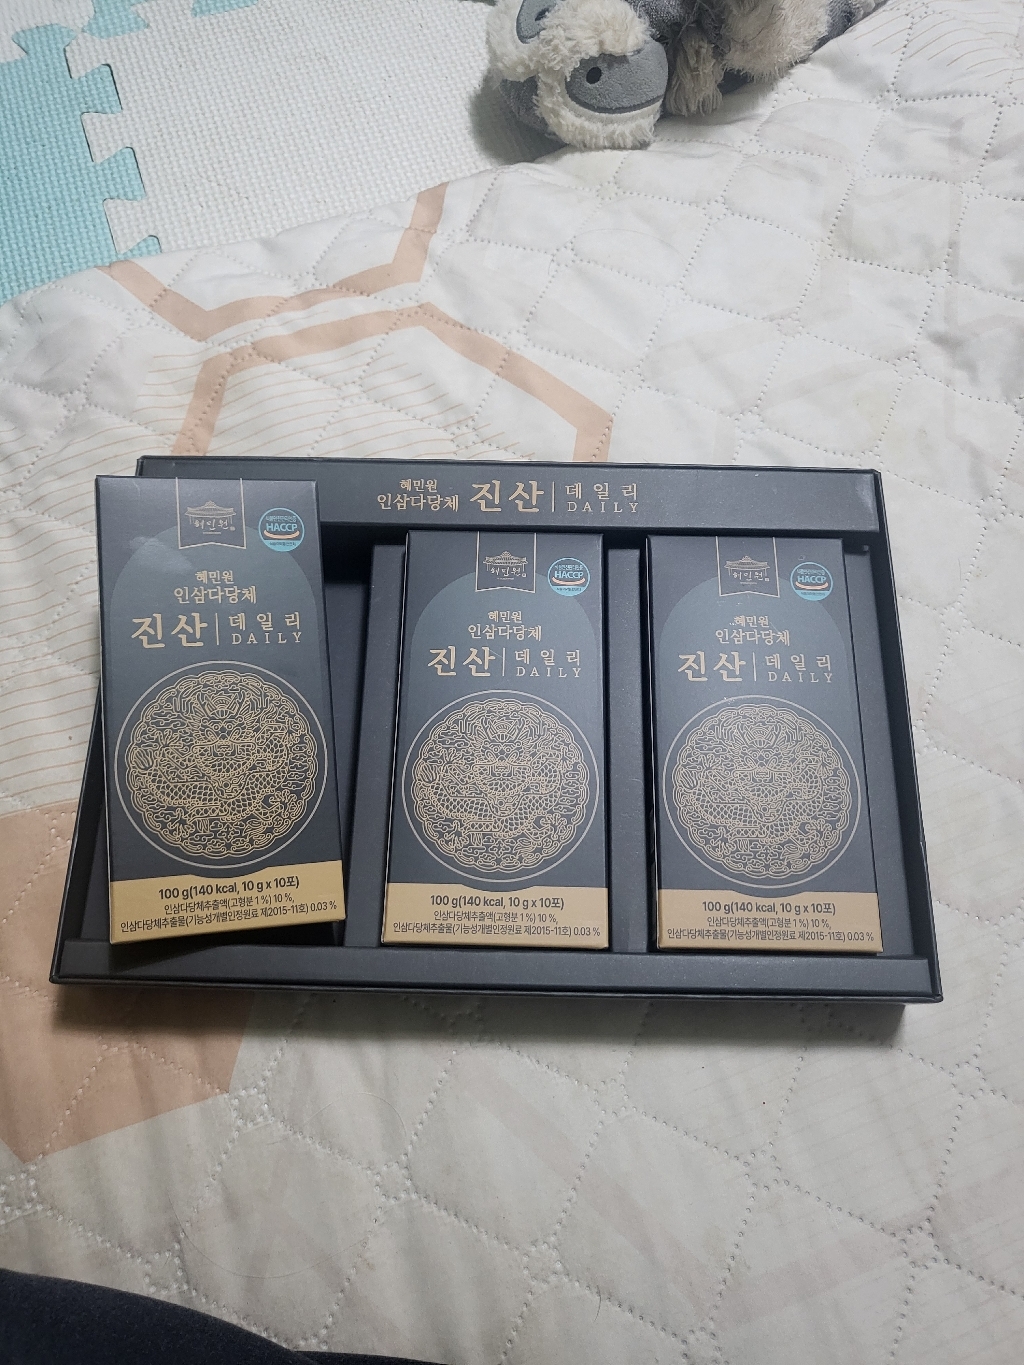 혜민원
인삼다당체 진산 데일리
DAILY
혜민원
HACCP
혜민원
인삼다당체
진산 데일리
DAILY
100 g(140 kcal, 10 g x 10포)
인삼다당체추출액(고형분 1 %) 10 %,
인삼다당체추출물(기능성개별인정원료 제2015-11호) 0.03 %
혜민원
HACCP
혜민원
인삼다당체
진산 데일리
DAILY
100 g(140 kcal, 10 g x 10포)
인삼다당체추출액(고형분 1 %) 10 %,
인삼다당체추출물(기능성개별인정원료 제2015-11호) 0.03 %
혜민원
HACCP
혜민원
인삼다당체
진산 데일리
DAILY
100 g(140 kcal, 10 g x 10포)
인삼다당체추출액(고형분 1 %) 10 %,
인삼다당체추출물(기능성개별인정원료 제2015-11호) 0.03 %